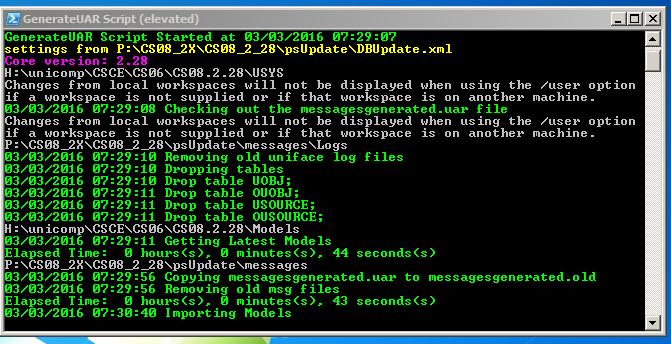 GenerateUAR Script (elevated)
GenerateUAR Script Started at 03/03/2016 07:29:07
settings from P:\CS08_2X\CS08_2_28\psUpdate\DBUpdate.xml
Core version: 2.28
H:\unicomp\CSCE\CS06\CS08.2.28\USYS
Changes from local workspaces will not be displayed when using the /user option
if a workspace is not supplied or if that workspace is on another machine.
03/03/2016 07:29:08 Checking out the messagesgenerated.uar file
Changes from local workspaces will not be displayed when using the /user option
if a workspace is not supplied or if that workspace is on another machine.
P:\CS08_2X\CS08_2_28\psUpdate\messages\Logs
03/03/2016 07:29:10 Removing old uniface log files
03/03/2016 07:29:10 Dropping tables
03/03/2016 07:29:10 Drop table UOBJ;
03/03/2016 07:29:11 Drop table OUOBJ;
03/03/2016 07:29:11 Drop table USOURCE;
03/03/2016 07:29:11 Drop table OUSOURCE;
H:\unicomp\CSCE\CS06\CS08.2.28\Models
03/03/2016 07:29:11 Getting Latest Models
Elapsed Time:  0 hours(s), 0 minutes(s), 44 seconds(s)
P:\CS08_2X\CS08_2_28\psUpdate\messages
03/03/2016 07:29:56 Copying messagesgenerated.uar to messagesgenerated.old
03/03/2016 07:29:56 Removing old msg files
Elapsed Time:  0 hours(s), 0 minutes(s), 43 seconds(s)
03/03/2016 07:30:40 Importing Models